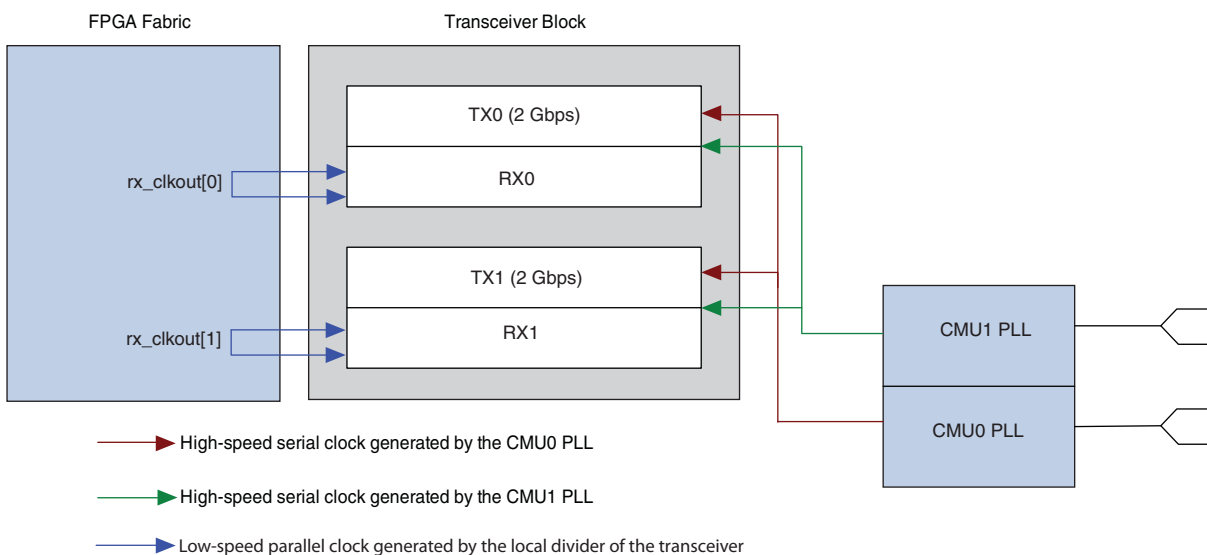 FPGA Fabric
Transceiver Block
TX0 (2 Gbps)
rx_clkout[0]
RX0
TX1 (2 Gbps)
rx_clkout[1]
RX1
CMU1 PLL
CMU0 PLL
High-speed serial clock generated by the CMU0 PLL
High-speed serial clock generated by the CMU1 PLL
Low-speed parallel clock generated by the local divider of the transceiver